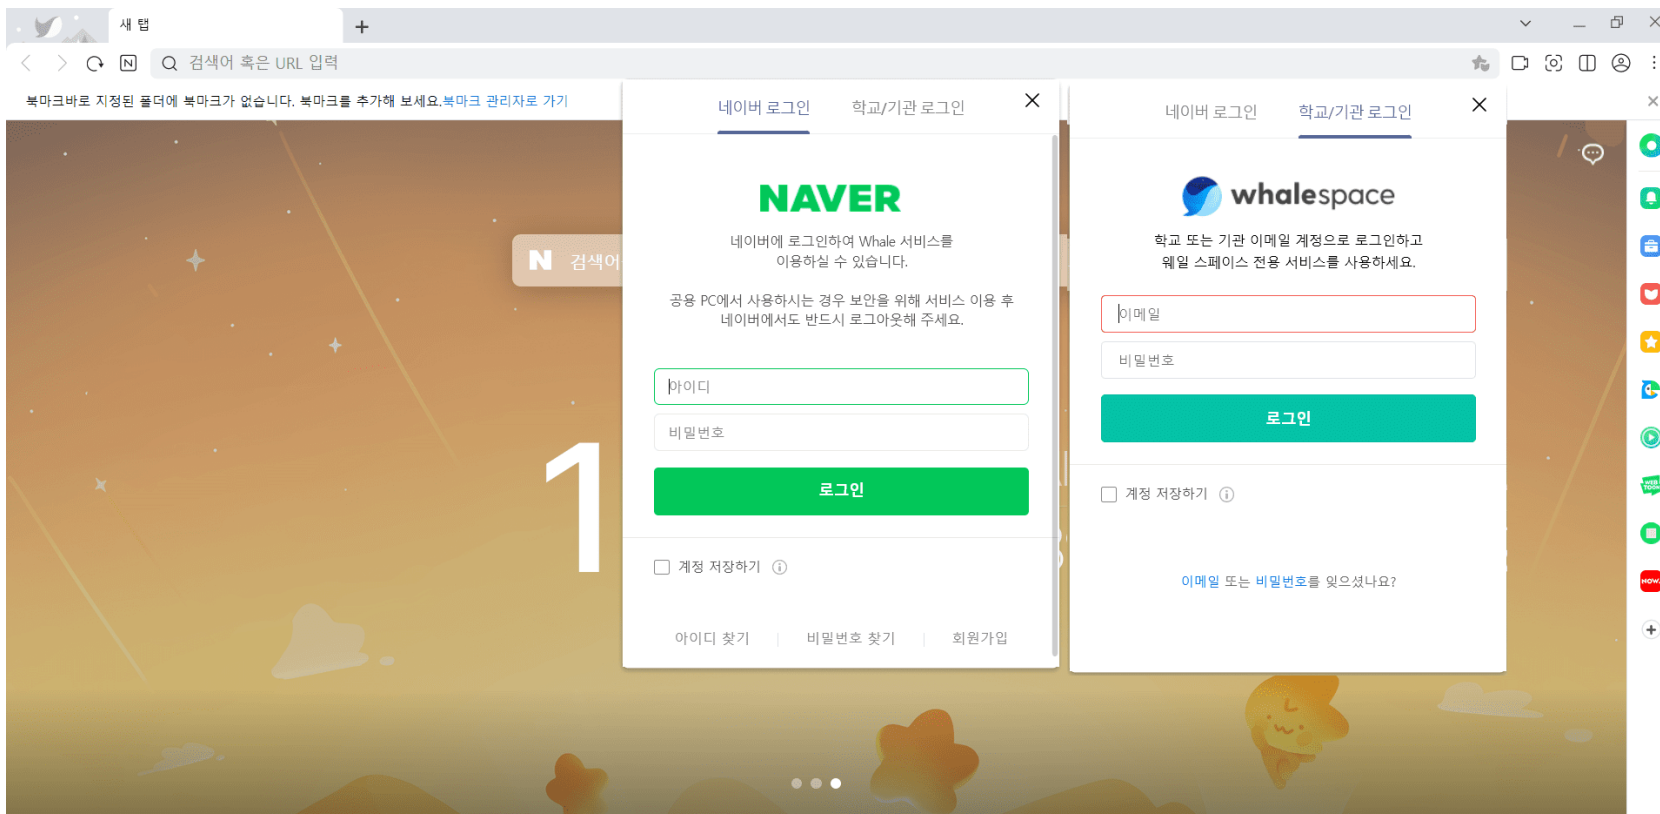 새 탭
검색어 혹은 URL 입력
북마크바로 지정된 폴더에 북마크가 없습니다. 북마크를 추가해 보세요.북마크 관리자로 가기
네이버 로그인
학교/기관 로그인
NAVER
네이버에 로그인하여 Whale 서비스를
이용하실 수 있습니다.
공용 PC에서 사용하시는 경우 보안을 위해 서비스 이용 후
네이버에서도 반드시 로그아웃해 주세요.
아이디
비밀번호
로그인
계정 저장하기
아이디 찾기
비밀번호 찾기
회원가입
네이버 로그인
학교/기관 로그인
whalespace
학교 또는 기관 이메일 계정으로 로그인하고
웨일 스페이스 전용 서비스를 사용하세요.
이메일
비밀번호
로그인
계정 저장하기
이메일 또는 비밀번호를 잊으셨나요?
N 검색어
1
WEB
TOON
NOW.